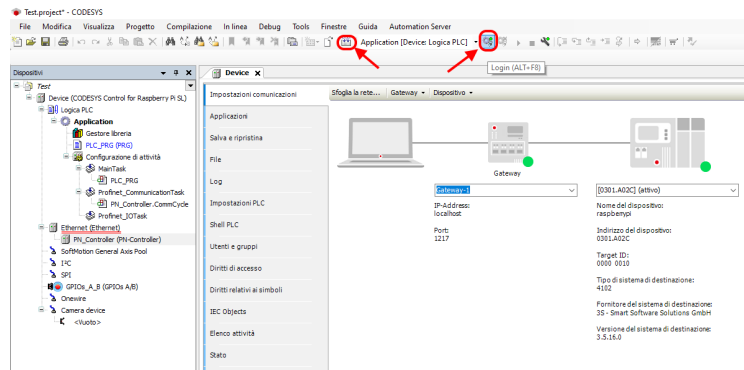 Test.project* - CODESYS
File Modifica Visualizza Progetto Compilazione In linea Debug Tools Finestre Guida Automation Server
Application [Device: Logica PLC]
Login (ALT+F8)
Dispositivi
Device
Test
Device (CODESYS Control for Raspberry Pi SL)
Logica PLC
Application
Gestore libreria
PLC_PRG (PRG)
Configurazione di attività
MainTask
PLC_PRG
Profinet_CommunicationTask
PN_Controller.CommCycle
Profinet_IOTask
Ethernet (Ethernet)
PN_Controller (PN-Controller)
SoftMotion General Axis Pool
I²C
SPI
GPIOs_A_B (GPIOs A/B)
Onewire
Camera device
<Vuoto>
Impostazioni comunicazioni
Applicazioni
Salva e ripristina
File
Log
Impostazioni PLC
Shell PLC
Utenti e gruppi
Diritti di accesso
Diritti relativi ai simboli
IEC Objects
Elenco attività
Stato
Sfoglia la rete... Gateway Dispositivo
Gateway
Gateway-1
IP-Address:
localhost
Port:
1217
[0301.A02C] (attivo)
Nome del dispositivo:
raspberrypi
Indirizzo del dispositivo:
0301.A02C
Target ID:
0000 0010
Tipo di sistema di destinazione:
4102
Fornitore del sistema di destinazione:
3S - Smart Software Solutions GmbH
Versione del sistema di destinazione:
3.5.16.0